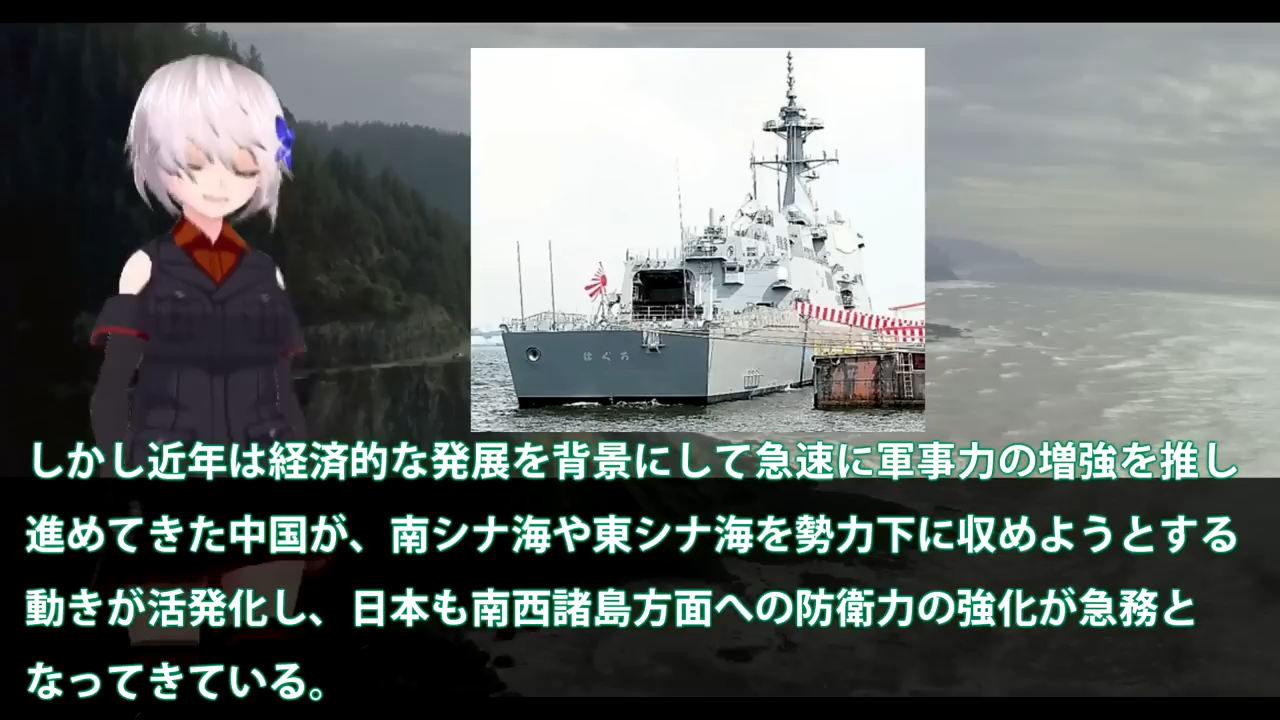 はぐろ
しかし近年は経済的な発展を背景にして急速に軍事力の増強を推し
進めてきた中国が、南シナ海や東シナ海を勢力下に収めようとする
動きが活発化し、日本も南西諸島方面への防衛力の強化が急務と
なってきている。